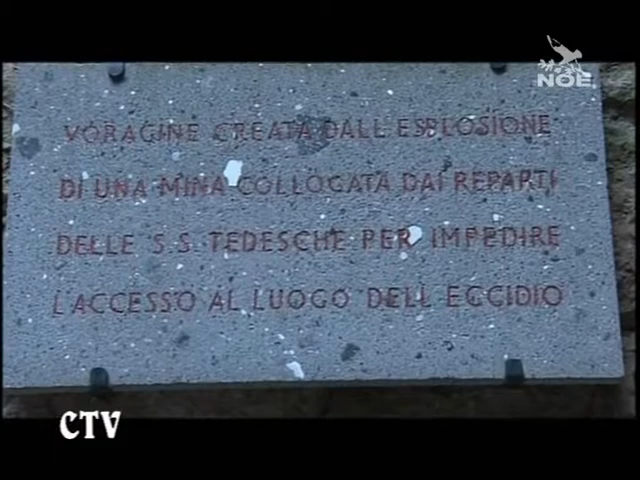 NOE
VORAGINE CREATA DALL ESPLOSIONE
DI UNA MINA COLLOCATA DAI REPARTI
DELLE S.S. TEDESCHE PER IMPEDIRE
L'ACCESSO AL LUOGO DELL ECCIDIO
CTV